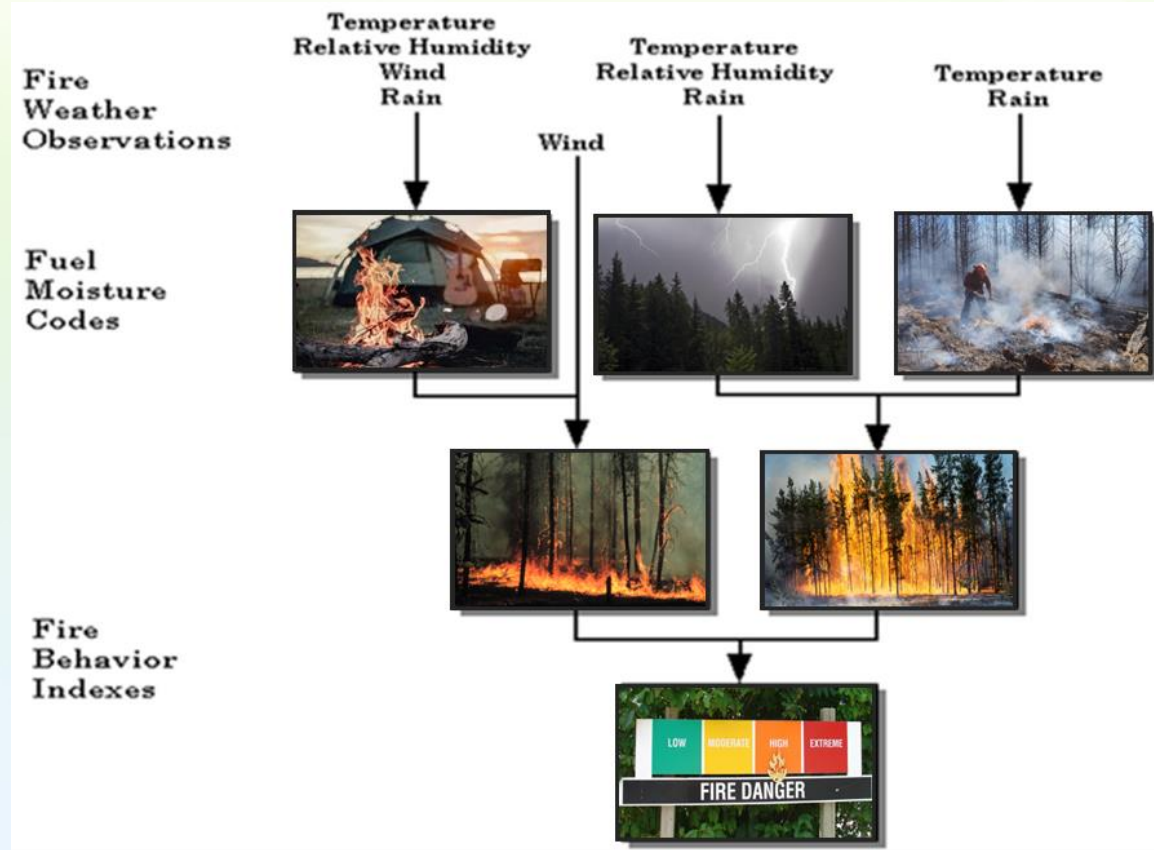 Fire
Weather
Observations
Temperature
Relative Humidity
Wind
Rain
Wind
Temperature
Relative Humidity
Rain
Temperature
Rain
Fuel
Moisture
Codes
Fire
Behavior
Indexes
LOW MODERATE HIGH EXTREME
FIRE DANGER